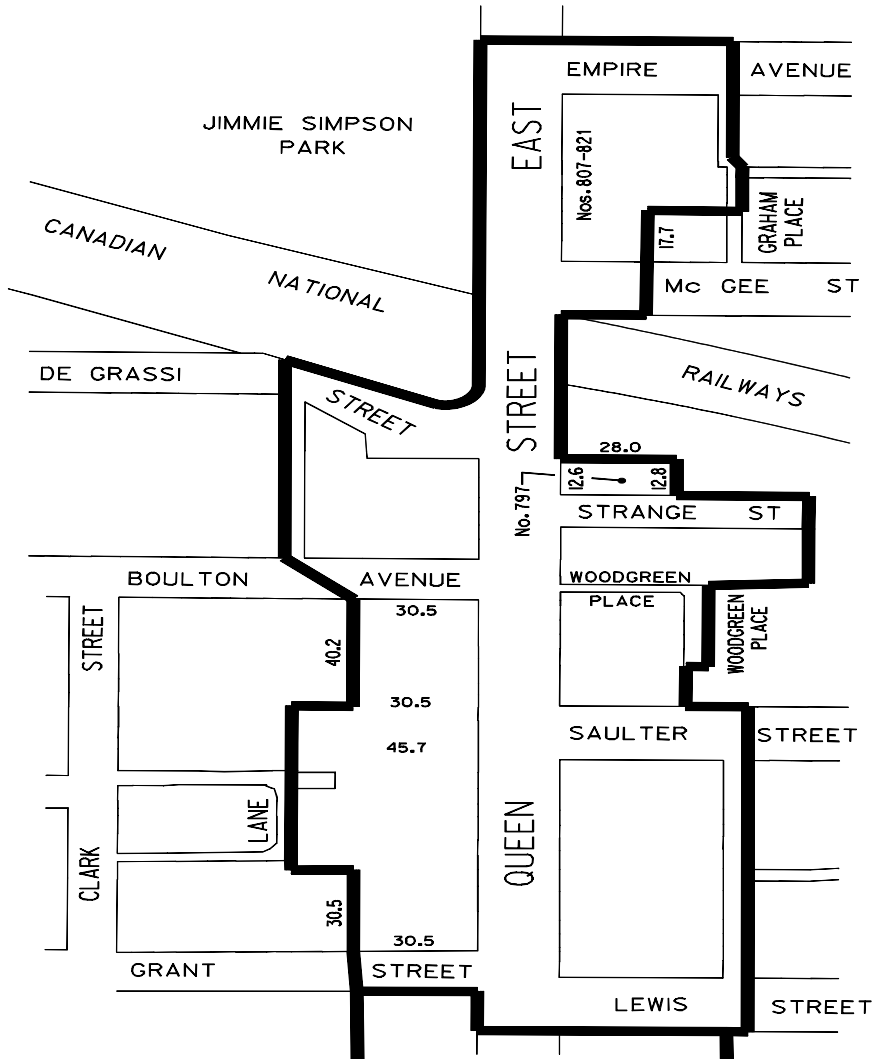 EMPIRE AVENUE
JIMMIE SIMPSON
PARK
EAST
Nos. 807-821
GRAHAM
PLACE
17.7
CANADIAN
NATIONAL
Mc GEE ST
DE GRASSI
STREET
STREET
RAILWAYS
28.0
12.6
12.8
No. 797
STRANGE ST
BOULTON AVENUE
WOODGREEN
PLACE
30.5
STREET
40.2
WOODGREEN
PLACE
30.5
45.7
SAULTER STREET
LANE
QUEEN
CLARK
30.5
30.5
GRANT STREET
LEWIS STREET